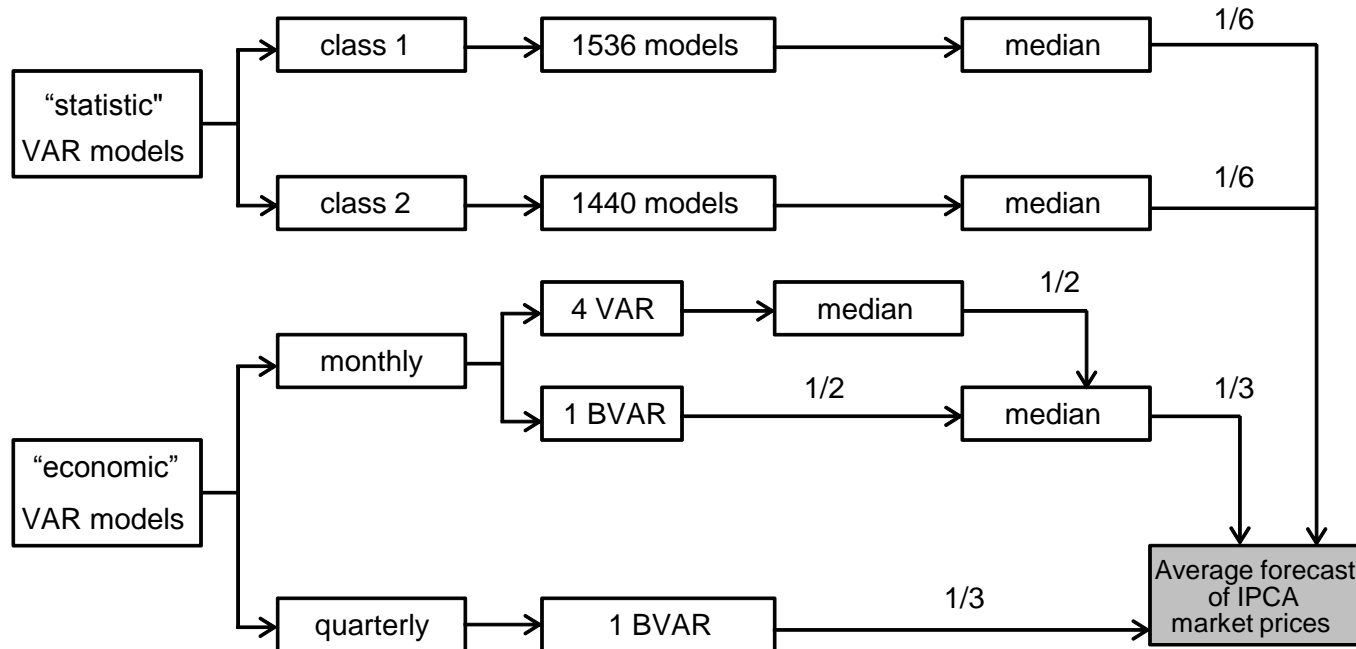 “statistic"
VAR models
class 1
1536 models
median
1/6
class 2
1440 models
median
1/6
“economic”
VAR models
monthly
4 VAR
median
1/2
1 BVAR
1/2
median
1/3
quarterly
1 BVAR
1/3
Average forecast
of IPCA
market prices